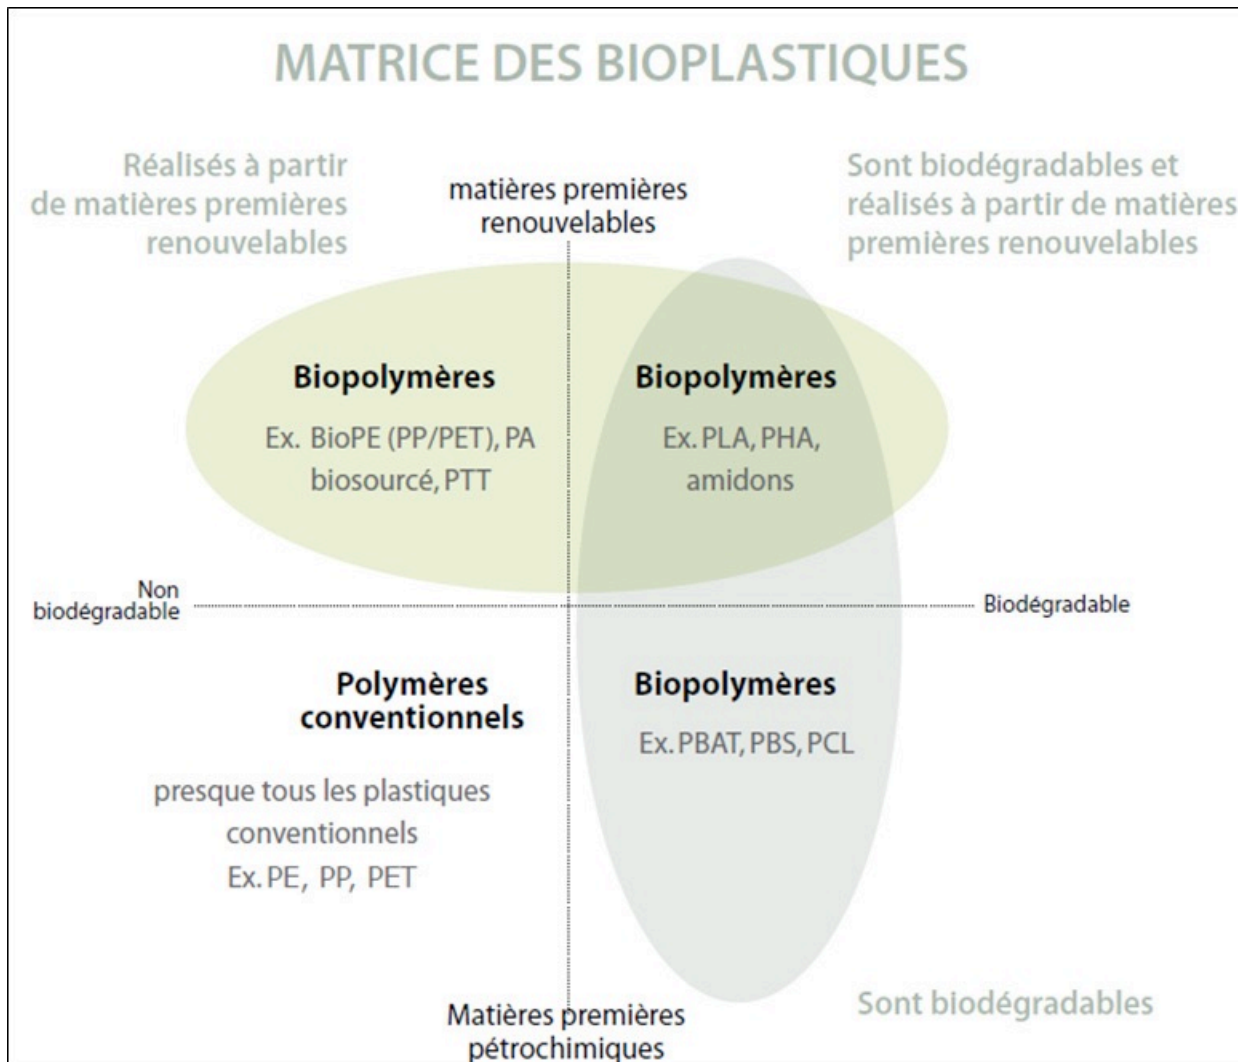 MATRICE DES BIOPLASTIQUES
Réalisés à partir
de matières premières
renouvelables
matières premières
renouvelables
Sont biodégradables et
réalisés à partir de matières
premières renouvelables
Biopolymères
Ex. BioPE (PP/PET), PA
biosourcé, PTT
Biopolymères
Ex. PLA, PHA,
amidons
Non
biodégradable
Biodégradable
Polymères
conventionnels
presque tous les plastiques
conventionnels
Ex. PE, PP, PET
Biopolymères
Ex. PBAT, PBS, PCL
Matières premières
pétrochimiques
Sont biodégradables